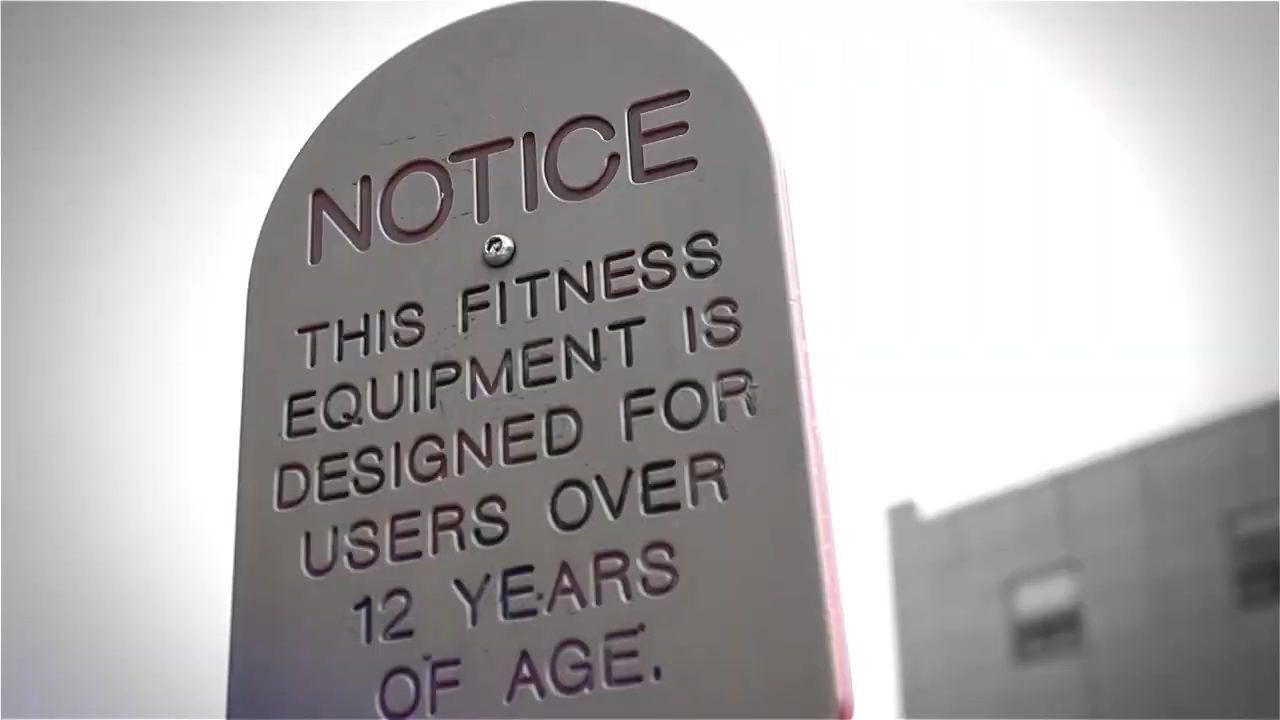 NOTICE
THIS FITNESS
EQUIPMENT IS
DESIGNED FOR
USERS OVER
12 YEARS
OF AGE.